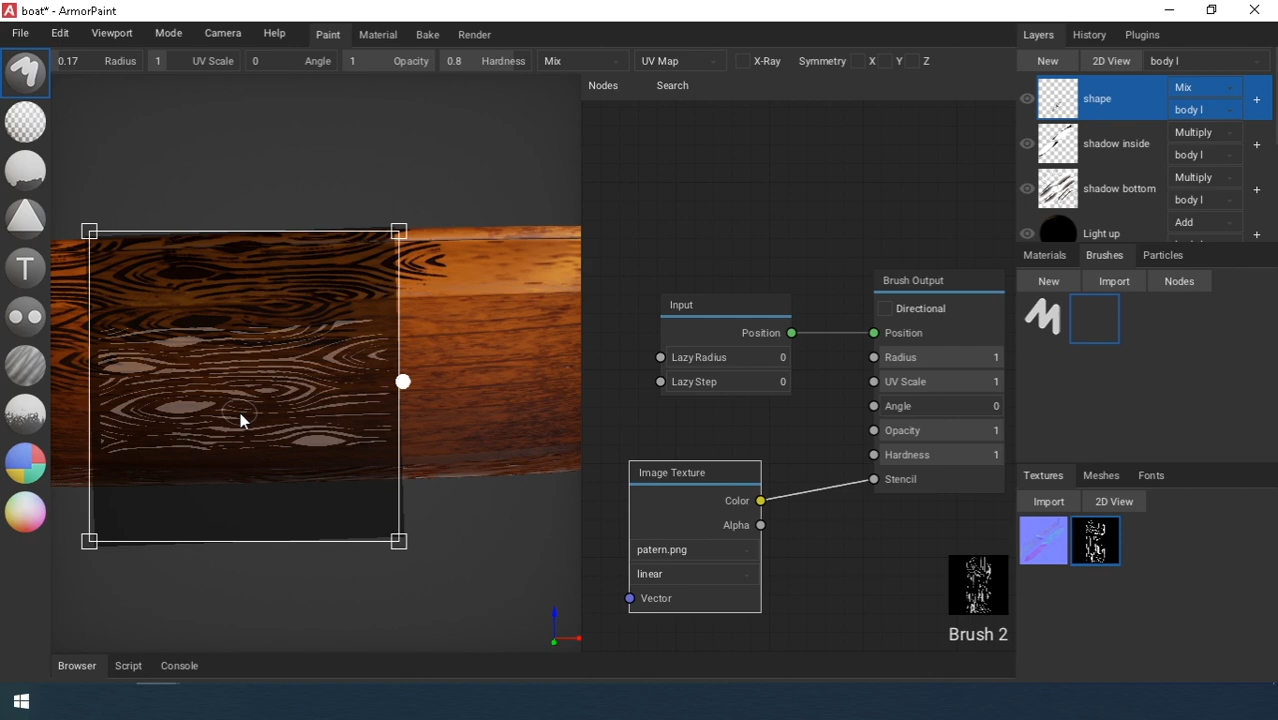 boat* - ArmorPaint
File Edit Viewport Mode Camera Help Paint Material Bake Render
Layers History Plugins
0.17 Radius 1 UV Scale 0 Angle 1 Opacity 0.8 Hardness Mix UV Map X-Ray Symmetry X Y Z
New 2D View body l
Nodes Search
shape Mix
body l
shadow inside Multiply
body l
shadow bottom Multiply
body l
Light up Add
Materials Brushes Particles
New Import Nodes
Input
Position
Lazy Radius 0
Lazy Step 0
Brush Output
Directional
Position
Radius 1
UV Scale 1
Angle 0
Opacity 1
Hardness 1
Stencil
Image Texture
Color
Alpha
patern.png
linear
Vector
Brush 2
Textures Meshes Fonts
Import 2D View
T
Browser Script Console